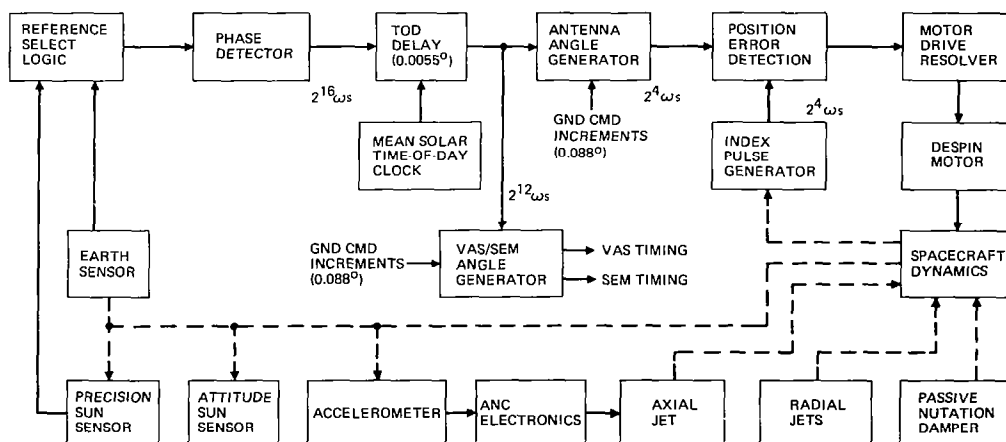 REFERENCE
SELECT
LOGIC
PHASE
DETECTOR
TOD
DELAY
(0.0055⁰)
ANTENNA
ANGLE
GENERATOR
POSITION
ERROR
DETECTION
MOTOR
DRIVE
RESOLVER
2¹⁶ωs
2⁴ωs
2⁴ωs
MEAN SOLAR
TIME-OF-DAY
CLOCK
GND CMD
INCREMENTS
(0.088⁰)
INDEX
PULSE
GENERATOR
DESPIN
MOTOR
2¹²ωs
EARTH
SENSOR
GND CMD
INCREMENTS
(0.088⁰)
VAS/SEM
ANGLE
GENERATOR
VAS TIMING
SEM TIMING
SPACECRAFT
DYNAMICS
PRECISION
SUN
SENSOR
ATTITUDE
SUN
SENSOR
ACCELEROMETER
ANC
ELECTRONICS
AXIAL
JET
RADIAL
JETS
PASSIVE
NUTATION
DAMPER